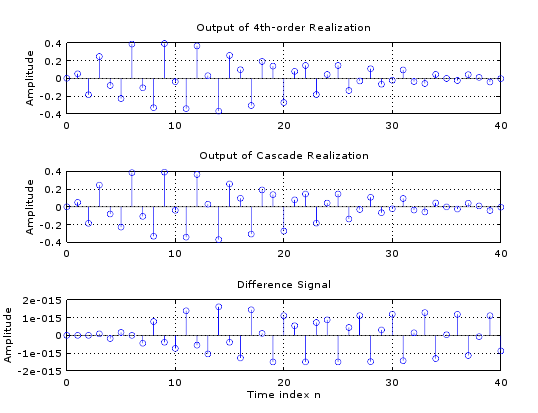 Output of 4th-order Realization
0.4
0.2
0
-0.2
-0.4
Amplitude
0 10 20 30 40
Output of Cascade Realization
0.4
0.2
0
-0.2
-0.4
Amplitude
0 10 20 30 40
Difference Signal
2e-015
1e-015
0
-1e-015
-2e-015
Amplitude
0 10 20 30 40
Time index n